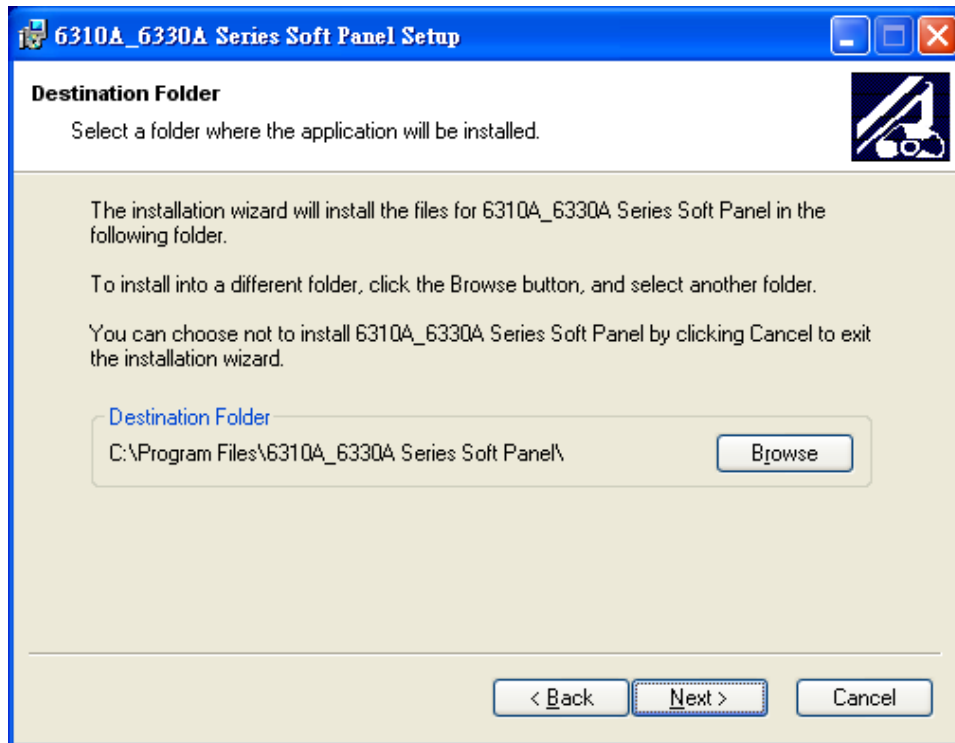 6310A_6330A Series Soft Panel Setup
Destination Folder
Select a folder where the application will be installed.
The installation wizard will install the files for 6310A_6330A Series Soft Panel in the
following folder.
To install into a different folder, click the Browse button, and select another folder.
You can choose not to install 6310A_6330A Series Soft Panel by clicking Cancel to exit
the installation wizard.
Destination Folder
C:\Program Files\6310A_6330A Series Soft Panel\
Browse
< Back
Next >
Cancel